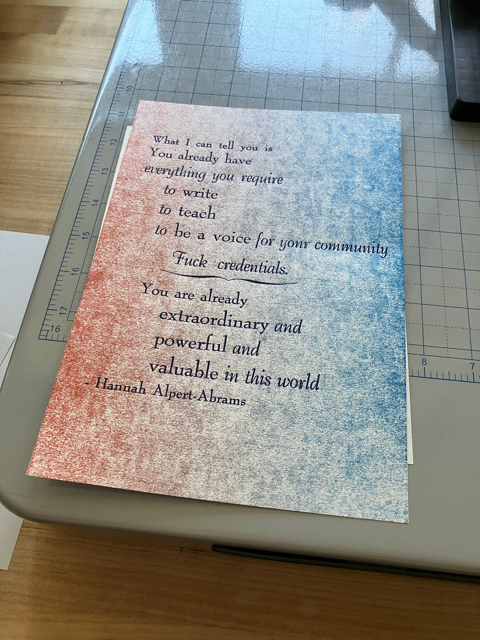 What I can tell you is
You already have
everything you require
to write
to teach
to be a voice for your community
Fuck credentials.
You are already
extraordinary and
powerful and
valuable in this world
- Hannah Alpert-Abrams
16
17
15
14
13
12
11
10
8
7